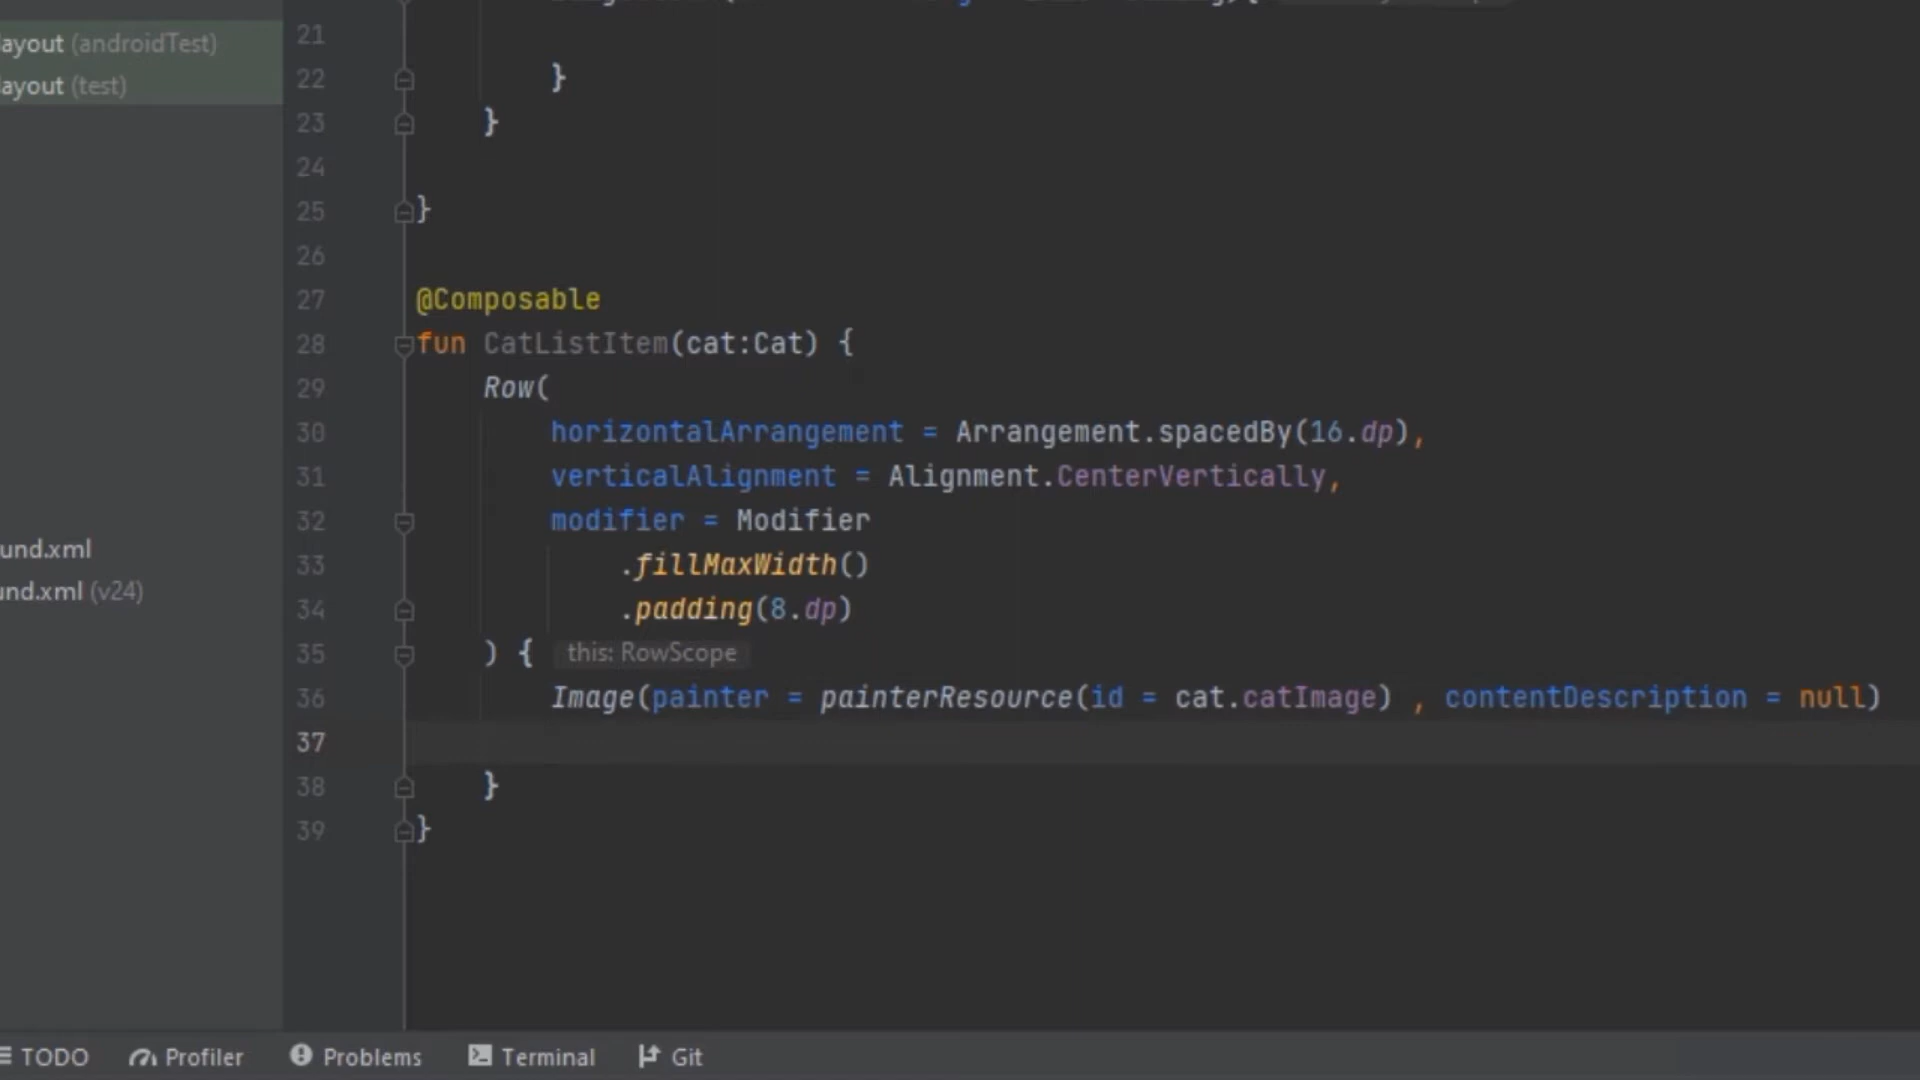 layout (androidTest)
layout (test)
und.xml
und.xml (v24)
21
22 }
23 }
24
25 }
26
27 @Composable
28 fun CatListItem(cat:Cat) {
29 Row(
30 horizontalArrangement = Arrangement.spacedBy(16.dp),
31 verticalAlignment = Alignment.CenterVertically,
32 modifier = Modifier
33 .fillMaxWidth()
34 .padding(8.dp)
35 ) { this: RowScope
36 Image(painter = painterResource(id = cat.catImage) , contentDescription = null)
37
38 }
39 }
TODO Profiler Problems Terminal Git